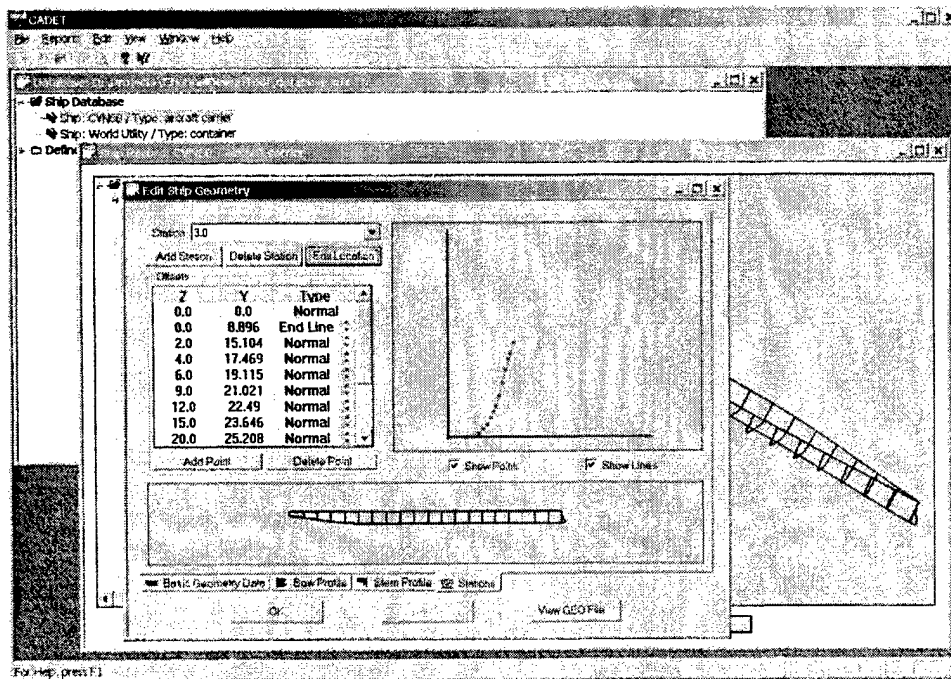 CADET
File Reports Edit View Window Help
Ship Database
Ship: CVN68 / Type: aircraft carrier
Ship: World Utility / Type: container
Edit Ship Geometry
Station 3.0
Add Station Delete Station Edit Location
Offsets
Z Y Type
0.0 0.0 Normal
0.0 8.896 End Line
2.0 15.104 Normal
4.0 17.469 Normal
6.0 19.115 Normal
9.0 21.021 Normal
12.0 22.49 Normal
15.0 23.646 Normal
20.0 25.208 Normal
Add Point Delete Point
Show Points Show Lines
Basic Geometry Data Bow Profile Stern Profile Stations
OK View GEO File
For Help, press F1